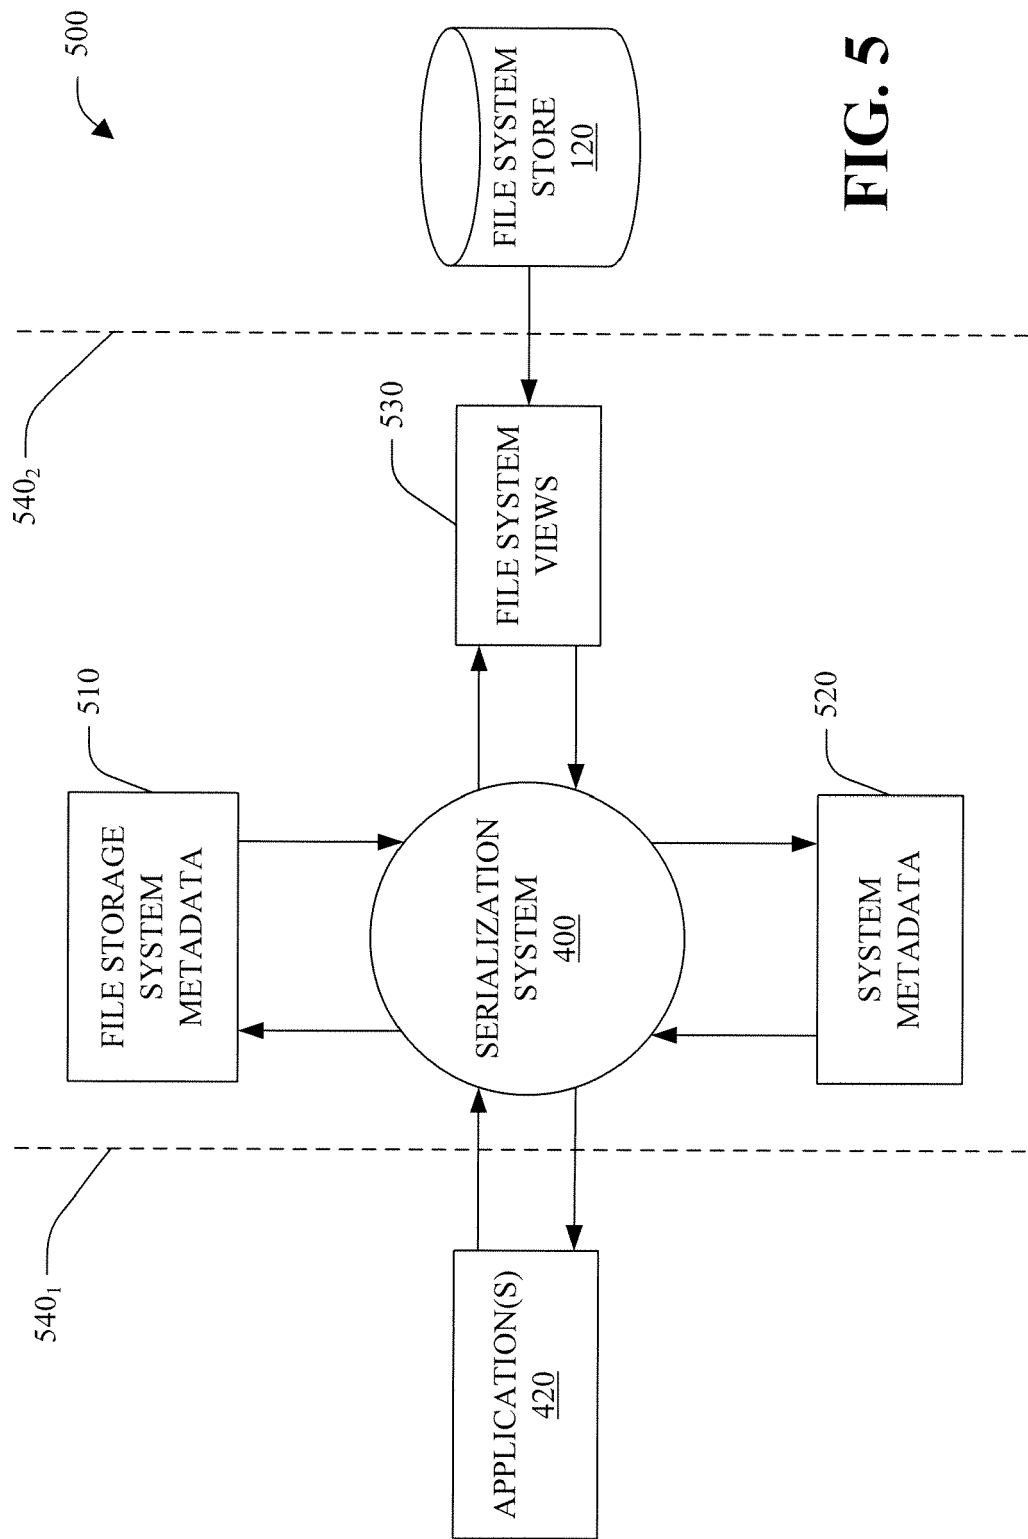 500
540₁
540₂
510
FILE STORAGE
SYSTEM
METADATA
530
APPLICATION(S)
420
SERIALIZATION
SYSTEM
400
FILE SYSTEM
VIEWS
FILE SYSTEM
STORE
120
520
SYSTEM
METADATA
FIG. 5